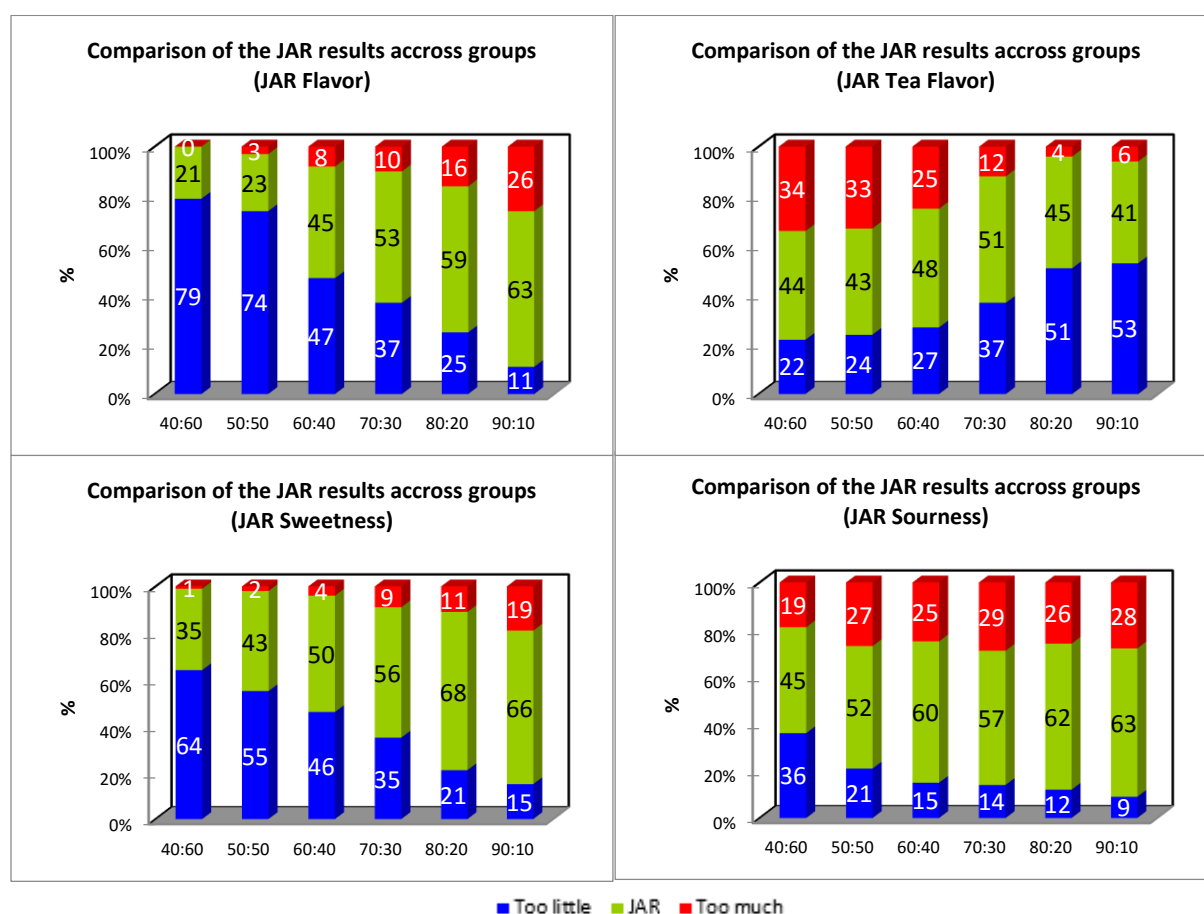 Comparison of the JAR results accross groups
(JAR Flavor)
%
100%
80%
60%
40%
20%
0%
0 3 8 10 16 26
21 23 45 53 59 63
79 74 47 37 25 11
40:60 50:50 60:40 70:30 80:20 90:10
Comparison of the JAR results accross groups
(JAR Tea Flavor)
%
100%
80%
60%
40%
20%
0%
34 33 25 12 4 6
44 43 48 51 45 41
22 24 27 37 51 53
40:60 50:50 60:40 70:30 80:20 90:10
Comparison of the JAR results accross groups
(JAR Sweetness)
%
100%
80%
60%
40%
20%
0%
1 2 4 9 11 19
35 43 50 56 68 66
64 55 46 35 21 15
40:60 50:50 60:40 70:30 80:20 90:10
Comparison of the JAR results accross groups
(JAR Sourness)
%
100%
80%
60%
40%
20%
0%
19 27 25 29 26 28
45 52 60 57 62 63
36 21 15 14 12 9
40:60 50:50 60:40 70:30 80:20 90:10
Too little JAR Too much